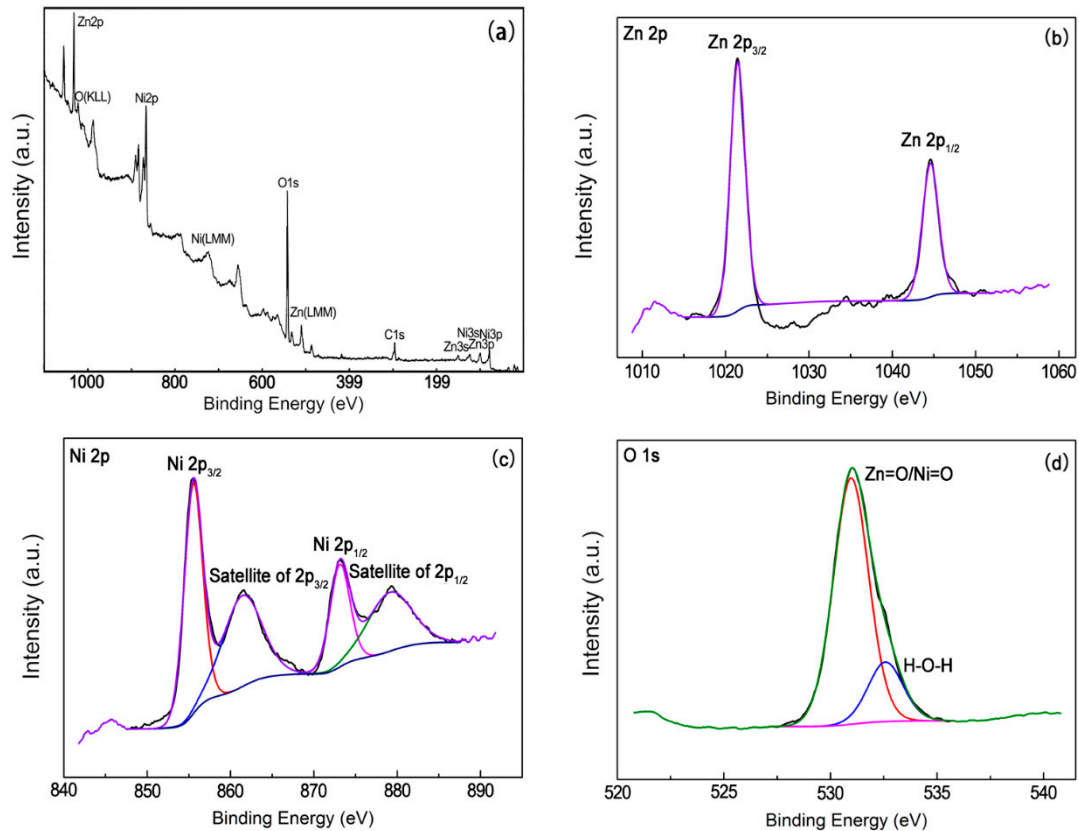 (a)
Zn2p
O(KLL)
Ni2p
O1s
Ni(LMM)
Zn(LMM)
C1s
Ni3s Ni3p
Zn3s Zn3p
1000 800 600 399 199
Binding Energy (eV)
Intensity (a.u.)
Zn 2p
(b)
Zn 2p3/2
Zn 2p1/2
1010 1020 1030 1040 1050 1060
Binding Energy (eV)
Intensity (a.u.)
Ni 2p
(c)
Ni 2p3/2
Ni 2p1/2
Satellite of 2p3/2
Satellite of 2p1/2
840 850 860 870 880 890
Binding Energy (eV)
Intensity (a.u.)
O 1s
(d)
Zn=O/Ni=O
H-O-H
520 525 530 535 540
Binding Energy (eV)
Intensity (a.u.)